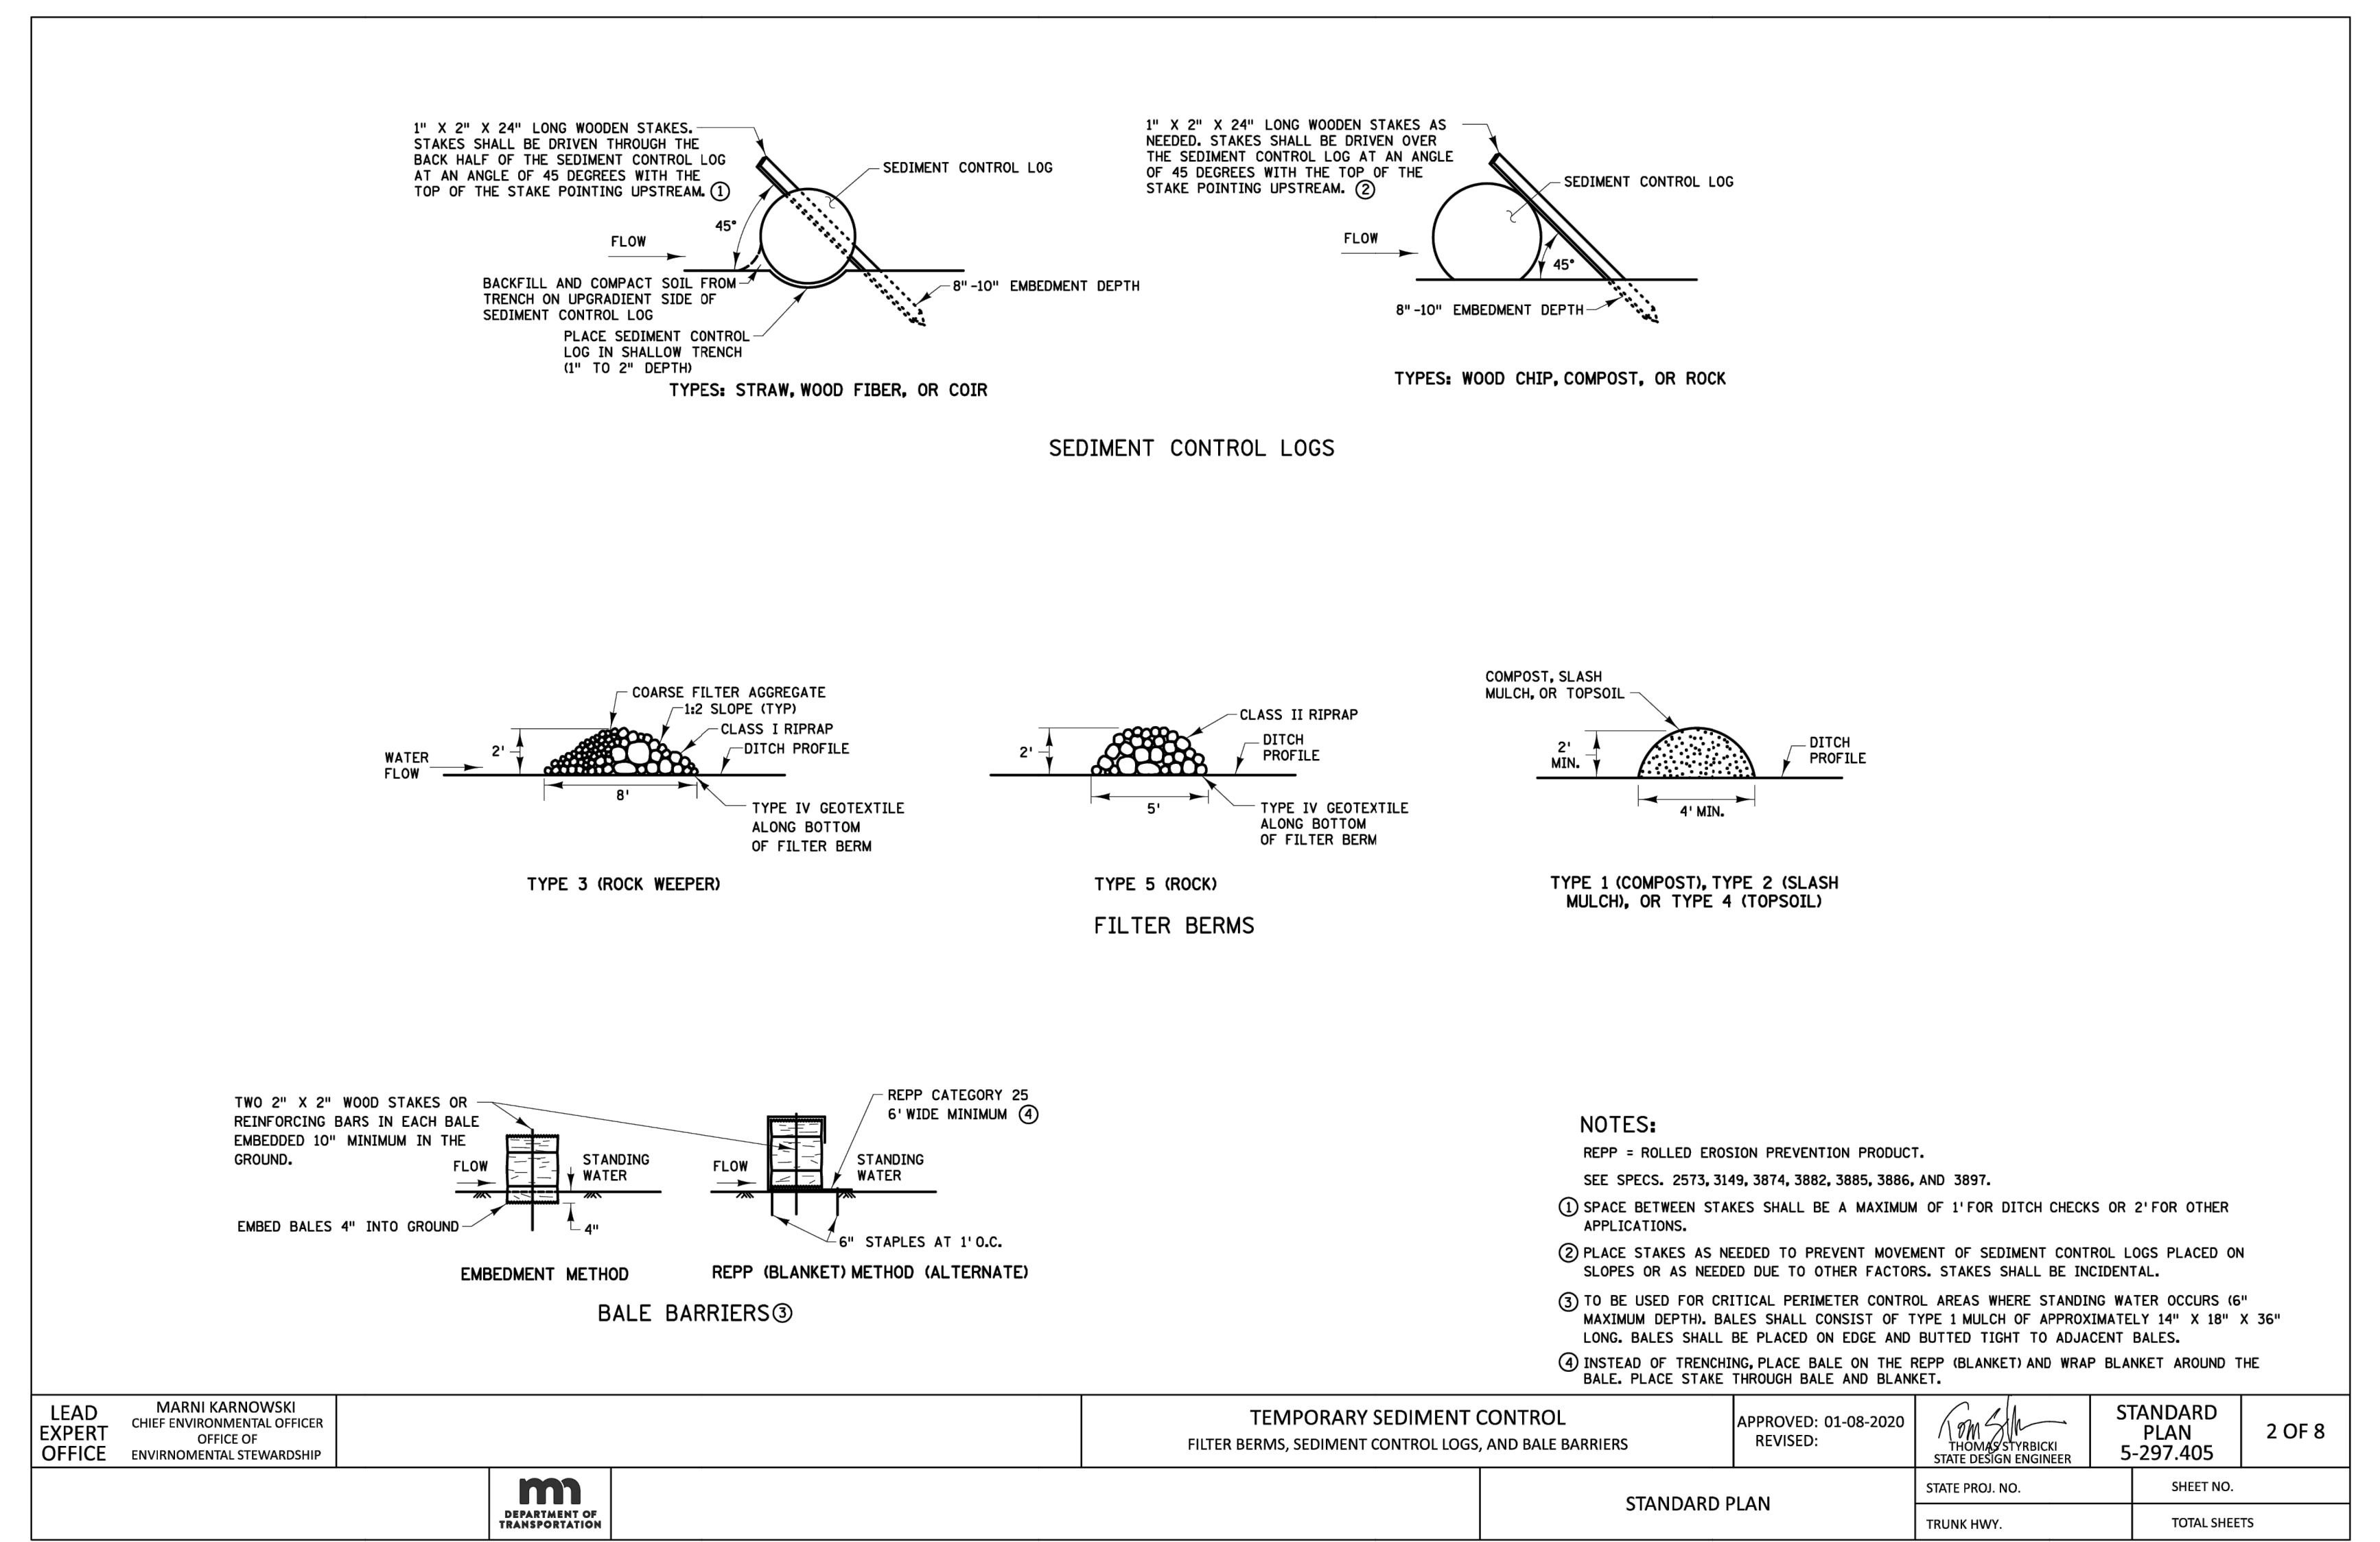 1" X 2" X 24" LONG WOODEN STAKES.
STAKES SHALL BE DRIVEN THROUGH THE
BACK HALF OF THE SEDIMENT CONTROL LOG
AT AN ANGLE OF 45 DEGREES WITH THE
TOP OF THE STAKE POINTING UPSTREAM. ①
SEDIMENT CONTROL LOG
45°
FLOW
BACKFILL AND COMPACT SOIL FROM
TRENCH ON UPGRADIENT SIDE OF
SEDIMENT CONTROL LOG
8"-10" EMBEDMENT DEPTH
PLACE SEDIMENT CONTROL
LOG IN SHALLOW TRENCH
(1" TO 2" DEPTH)
TYPES: STRAW, WOOD FIBER, OR COIR
1" X 2" X 24" LONG WOODEN STAKES AS
NEEDED. STAKES SHALL BE DRIVEN OVER
THE SEDIMENT CONTROL LOG AT AN ANGLE
OF 45 DEGREES WITH THE TOP OF THE
STAKE POINTING UPSTREAM. ②
SEDIMENT CONTROL LOG
FLOW
45°
8"-10" EMBEDMENT DEPTH
TYPES: WOOD CHIP, COMPOST, OR ROCK
SEDIMENT CONTROL LOGS
COARSE FILTER AGGREGATE
1:2 SLOPE (TYP)
CLASS I RIPRAP
DITCH PROFILE
2'
WATER
FLOW
8'
TYPE IV GEOTEXTILE
ALONG BOTTOM
OF FILTER BERM
TYPE 3 (ROCK WEEPER)
CLASS II RIPRAP
DITCH
PROFILE
2'
5'
TYPE IV GEOTEXTILE
ALONG BOTTOM
OF FILTER BERM
TYPE 5 (ROCK)
COMPOST, SLASH
MULCH, OR TOPSOIL
2'
MIN.
DITCH
PROFILE
4' MIN.
TYPE 1 (COMPOST), TYPE 2 (SLASH
MULCH), OR TYPE 4 (TOPSOIL)
FILTER BERMS
TWO 2" X 2" WOOD STAKES OR
REINFORCING BARS IN EACH BALE
EMBEDDED 10" MINIMUM IN THE
GROUND.
FLOW
STANDING
WATER
EMBED BALES 4" INTO GROUND
4"
EMBEDMENT METHOD
REPP CATEGORY 25
6' WIDE MINIMUM ④
FLOW
STANDING
WATER
6" STAPLES AT 1' O.C.
REPP (BLANKET) METHOD (ALTERNATE)
BALE BARRIERS ③
NOTES:
REPP = ROLLED EROSION PREVENTION PRODUCT.
SEE SPECS. 2573, 3149, 3874, 3882, 3885, 3886, AND 3897.
① SPACE BETWEEN STAKES SHALL BE A MAXIMUM OF 1' FOR DITCH CHECKS OR 2' FOR OTHER
APPLICATIONS.
② PLACE STAKES AS NEEDED TO PREVENT MOVEMENT OF SEDIMENT CONTROL LOGS PLACED ON
SLOPES OR AS NEEDED DUE TO OTHER FACTORS. STAKES SHALL BE INCIDENTAL.
③ TO BE USED FOR CRITICAL PERIMETER CONTROL AREAS WHERE STANDING WATER OCCURS (6"
MAXIMUM DEPTH). BALES SHALL CONSIST OF TYPE 1 MULCH OF APPROXIMATELY 14" X 18" X 36"
LONG. BALES SHALL BE PLACED ON EDGE AND BUTTED TIGHT TO ADJACENT BALES.
④ INSTEAD OF TRENCHING, PLACE BALE ON THE REPP (BLANKET) AND WRAP BLANKET AROUND THE
BALE. PLACE STAKE THROUGH BALE AND BLANKET.
LEAD
EXPERT
OFFICE
MARNI KARNOWSKI
CHIEF ENVIRONMENTAL OFFICER
OFFICE OF
ENVIRNOMENTAL STEWARDSHIP
TEMPORARY SEDIMENT CONTROL
FILTER BERMS, SEDIMENT CONTROL LOGS, AND BALE BARRIERS
APPROVED: 01-08-2020
REVISED:
THOMAS STYRBICKI
STATE DESIGN ENGINEER
STANDARD
PLAN
5-297.405
2 OF 8
DEPARTMENT OF
TRANSPORTATION
STANDARD PLAN
STATE PROJ. NO.
SHEET NO.
TRUNK HWY.
TOTAL SHEETS